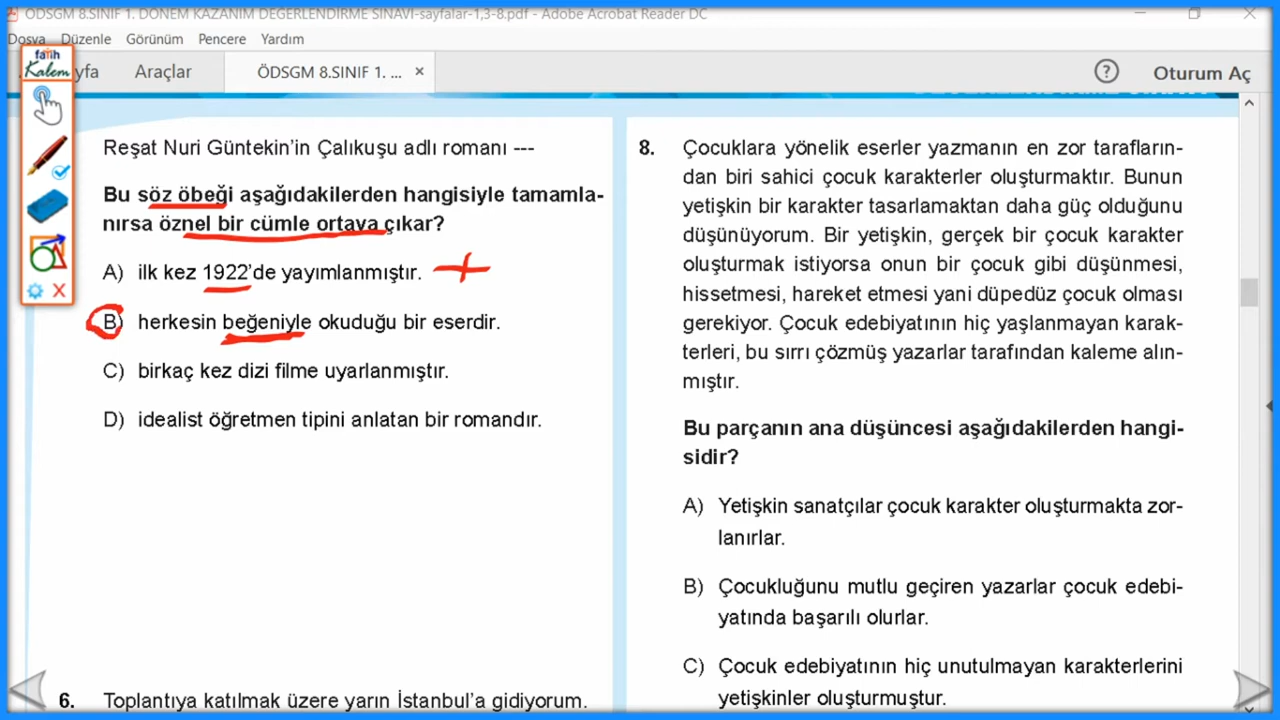 ÖDSGM 8.SINIF 1. DÖNEM KAZANIM DEĞERLENDİRME SINAVI-sayfalar-1,3-8.pdf - Adobe Acrobat Reader DC
Dosya Düzenle Görünüm Pencere Yardım
fatih
Kalem
yfa
Araçlar
ÖDSGM 8.SINIF 1. ... ×
?
Oturum Aç
Reşat Nuri Güntekin'in Çalıkuşu adlı romanı ---
Bu söz öbeği aşağıdakilerden hangisiyle tamamla-
nırsa öznel bir cümle ortaya çıkar?
A) ilk kez 1922'de yayımlanmıştır.
B) herkesin beğeniyle okuduğu bir eserdir.
C) birkaç kez dizi filme uyarlanmıştır.
D) idealist öğretmen tipini anlatan bir romandır.
6. Toplantıya katılmak üzere yarın İstanbul'a gidiyorum.
8. Çocuklara yönelik eserler yazmanın en zor tarafların-
dan biri sahici çocuk karakterler oluşturmaktır. Bunun
yetişkin bir karakter tasarlamaktan daha güç olduğunu
düşünüyorum. Bir yetişkin, gerçek bir çocuk karakter
oluşturmak istiyorsa onun bir çocuk gibi düşünmesi,
hissetmesi, hareket etmesi yani düpedüz çocuk olması
gerekiyor. Çocuk edebiyatının hiç yaşlanmayan karak-
terleri, bu sırrı çözmüş yazarlar tarafından kaleme alın-
mıştır.
Bu parçanın ana düşüncesi aşağıdakilerden hangi-
sidir?
A) Yetişkin sanatçılar çocuk karakter oluşturmakta zor-
lanırlar.
B) Çocukluğunu mutlu geçiren yazarlar çocuk edebi-
yatında başarılı olurlar.
C) Çocuk edebiyatının hiç unutulmayan karakterlerini
yetişkinler oluşturmuştur.